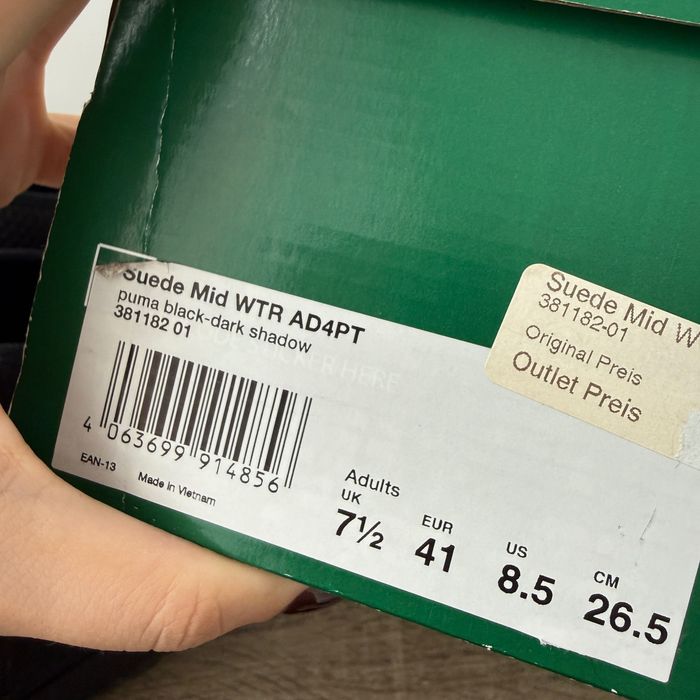 Suede Mid WTR AD4PT
puma black-dark shadow
381182 01
STICKER HERE
4 063699 914856
EAN-13
Made in Vietnam
Adults
UK
7½
EUR
41
US
8.5
CM
26.5
Suede Mid W
381182-01
Original Preis
Outlet Preis